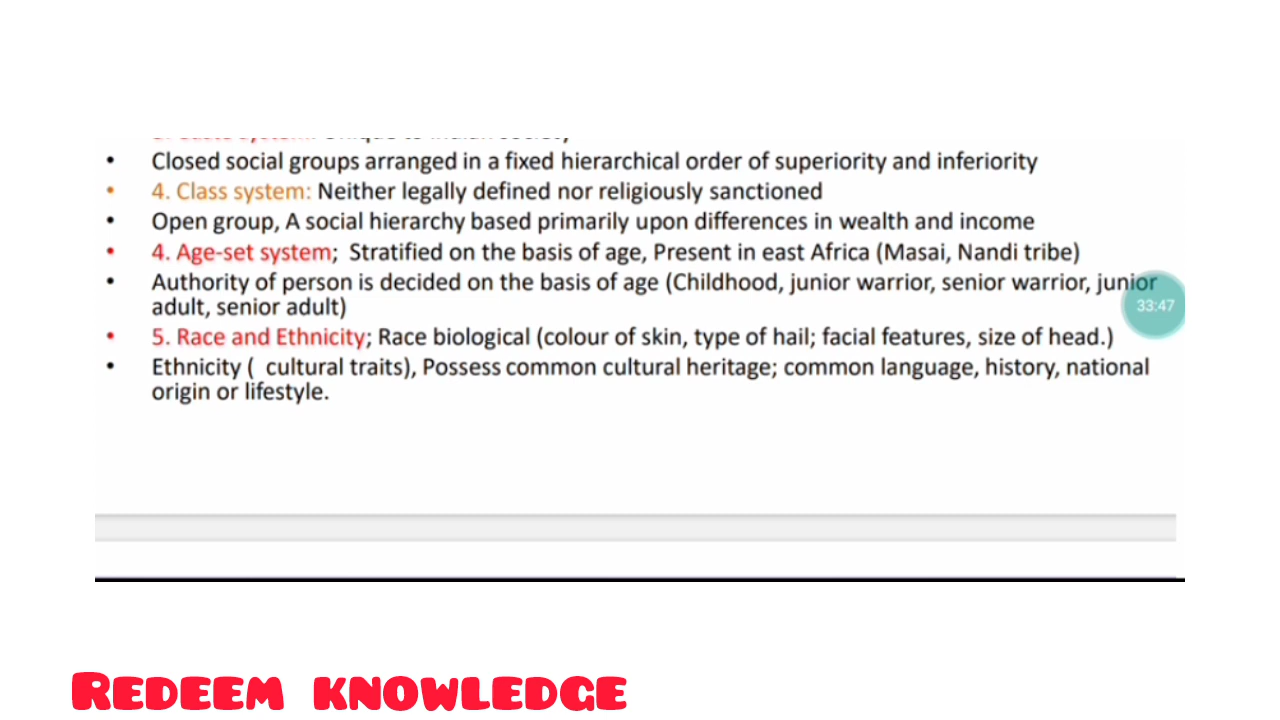 • Closed social groups arranged in a fixed hierarchical order of superiority and inferiority
• 4. Class system: Neither legally defined nor religiously sanctioned
• Open group, A social hierarchy based primarily upon differences in wealth and income
• 4. Age-set system; Stratified on the basis of age, Present in east Africa (Masai, Nandi tribe)
• Authority of person is decided on the basis of age (Childhood, junior warrior, senior warrior, junior
adult, senior adult)
33:47
• 5. Race and Ethnicity; Race biological (colour of skin, type of hail; facial features, size of head.)
• Ethnicity ( cultural traits), Possess common cultural heritage; common language, history, national
origin or lifestyle.
REDEEM KNOWLEDGE